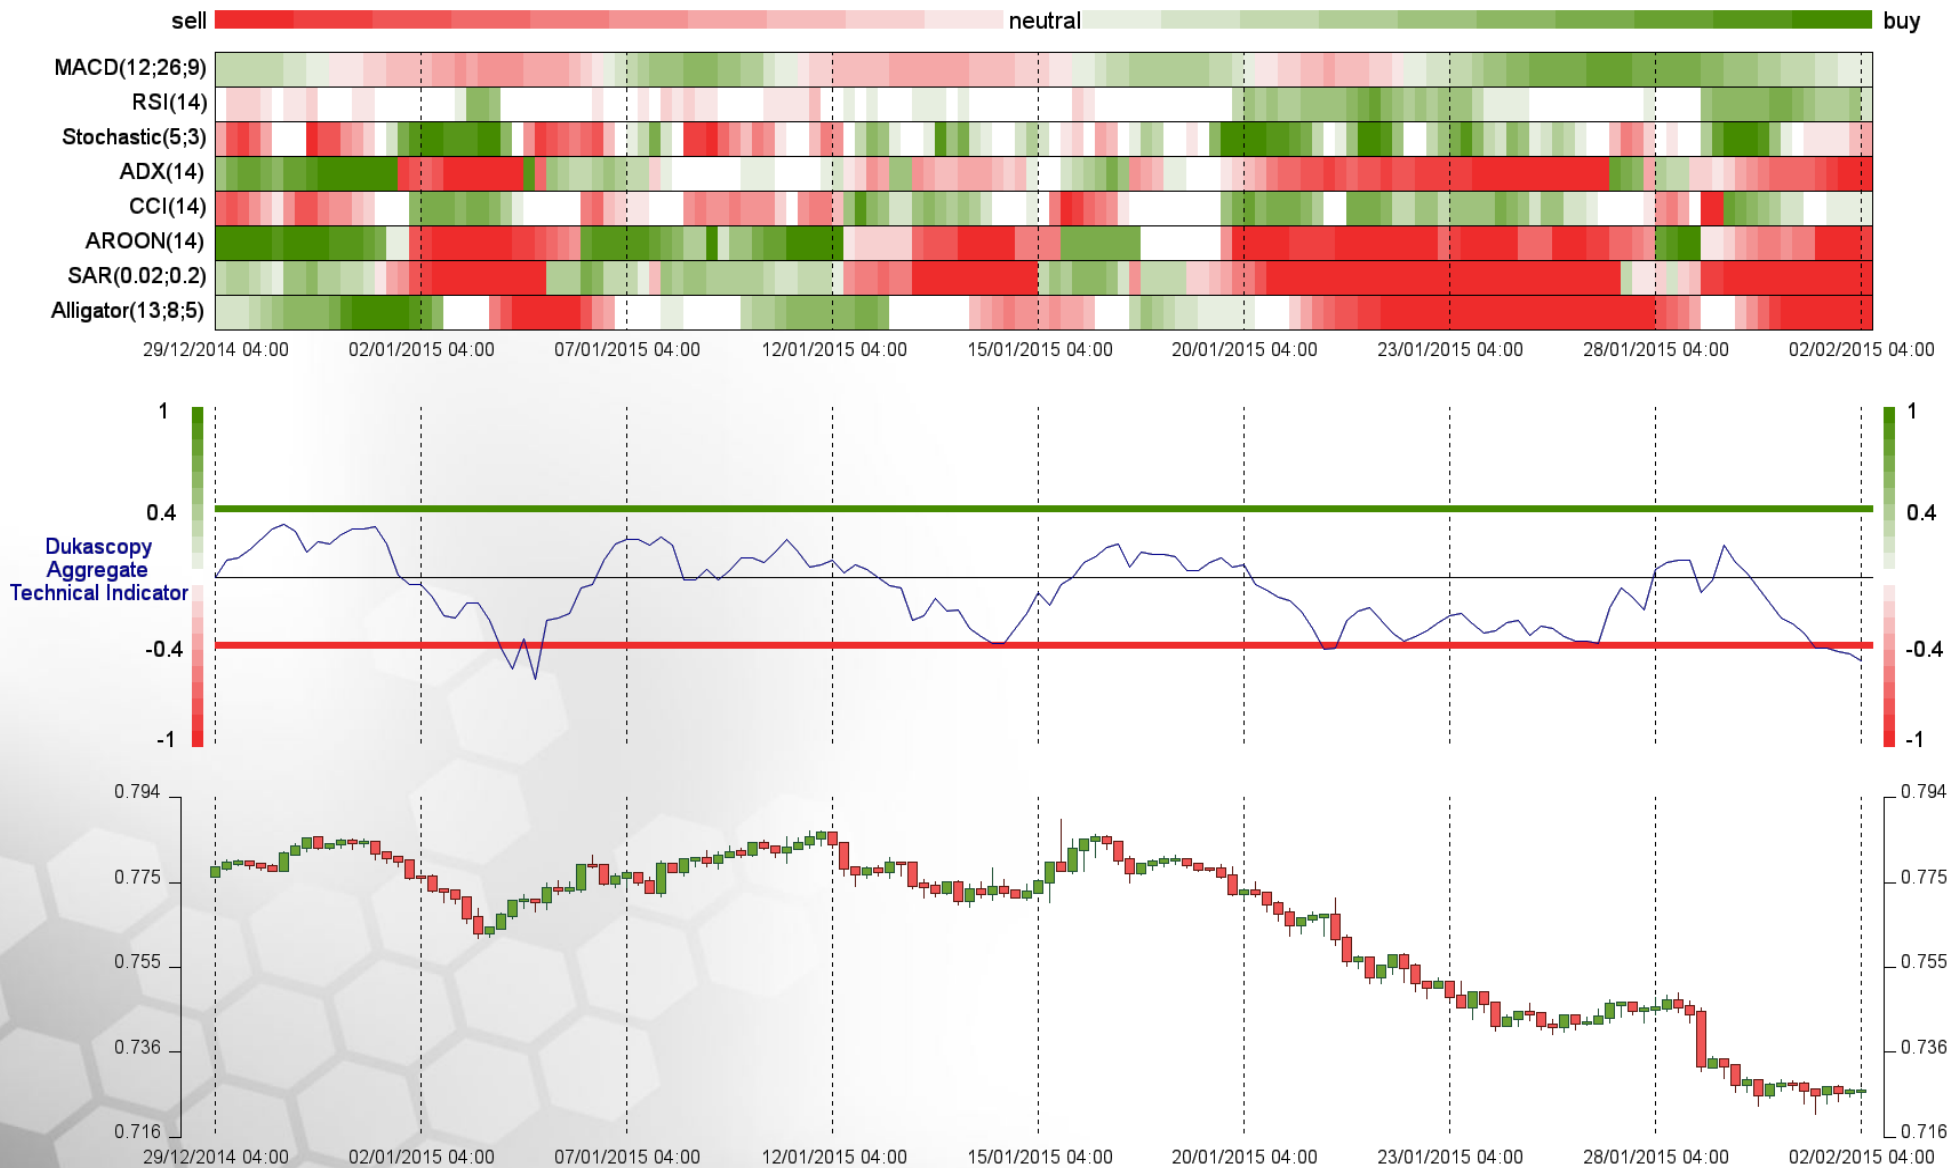 sell neutral buy
MACD(12;26;9)
RSI(14)
Stochastic(5;3)
ADX(14)
CCI(14)
AROON(14)
SAR(0.02;0.2)
Alligator(13;8;5)
29/12/2014 04:00 02/01/2015 04:00 07/01/2015 04:00 12/01/2015 04:00 15/01/2015 04:00 20/01/2015 04:00 23/01/2015 04:00 28/01/2015 04:00 02/02/2015 04:00
1 1
0.4 0.4
Dukascopy
Aggregate
Technical Indicator
-0.4 -0.4
-1 -1
0.794 0.794
0.775 0.775
0.755 0.755
0.736 0.736
0.716 0.716
29/12/2014 04:00 02/01/2015 04:00 07/01/2015 04:00 12/01/2015 04:00 15/01/2015 04:00 20/01/2015 04:00 23/01/2015 04:00 28/01/2015 04:00 02/02/2015 04:00